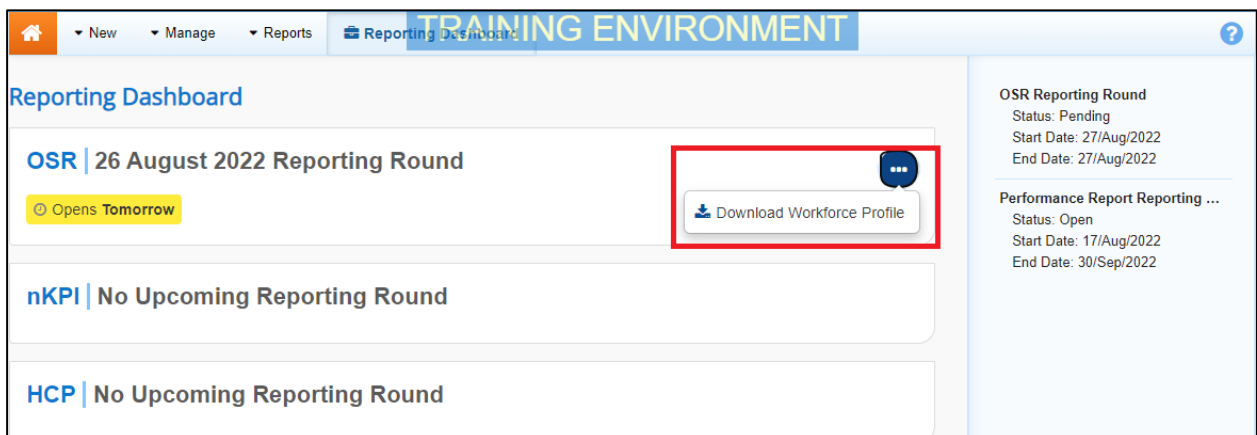 New Manage Reports Reporting Dashboard
TRAINING ENVIRONMENT
Reporting Dashboard
OSR 26 August 2022 Reporting Round
Opens Tomorrow
Download Workforce Profile
nKPI No Upcoming Reporting Round
HCP No Upcoming Reporting Round
OSR Reporting Round
Status: Pending
Start Date: 27/Aug/2022
End Date: 27/Aug/2022
Performance Report Reporting ...
Status: Open
Start Date: 17/Aug/2022
End Date: 30/Sep/2022